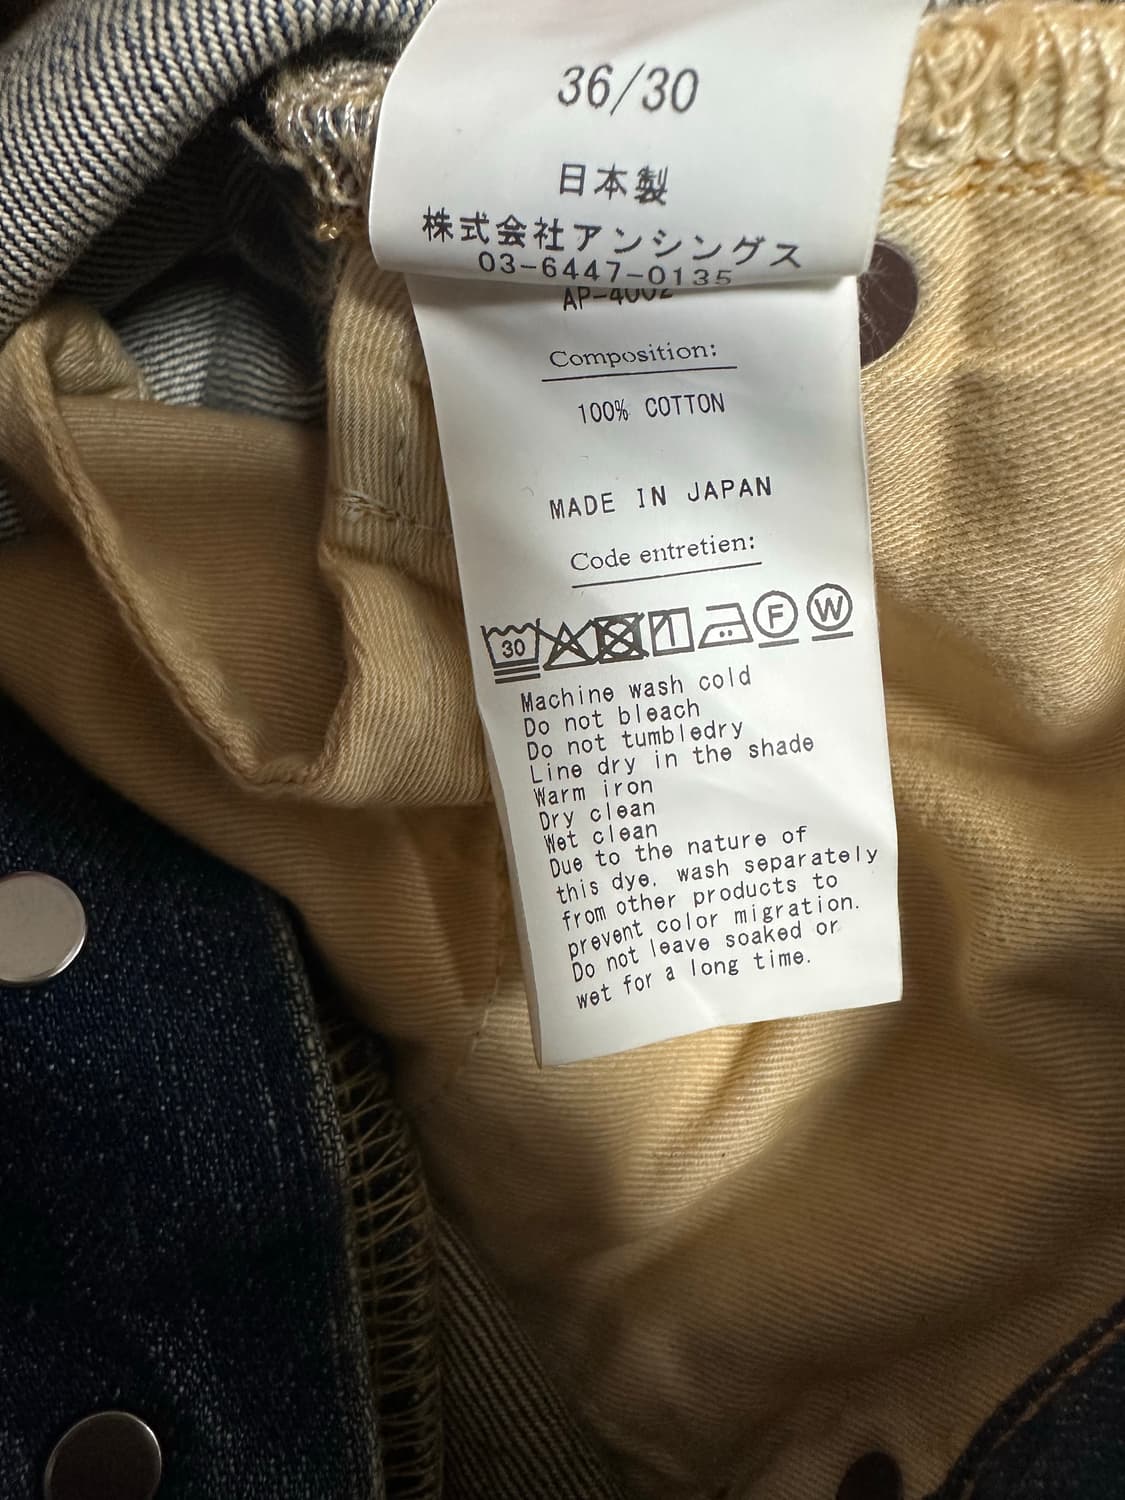 36/30
日本製
株式会社アンシングス
03-6447-0135
AP-4002
Composition:
100% COTTON
MADE IN JAPAN
Code entretien:
30 F W
Machine wash cold
Do not bleach
Do not tumbledry
Line dry in the shade
Warm iron
Dry clean
Wet clean
Due to the nature of
this dye, wash separately
from other products to
prevent color migration.
Do not leave soaked or
wet for a long time.